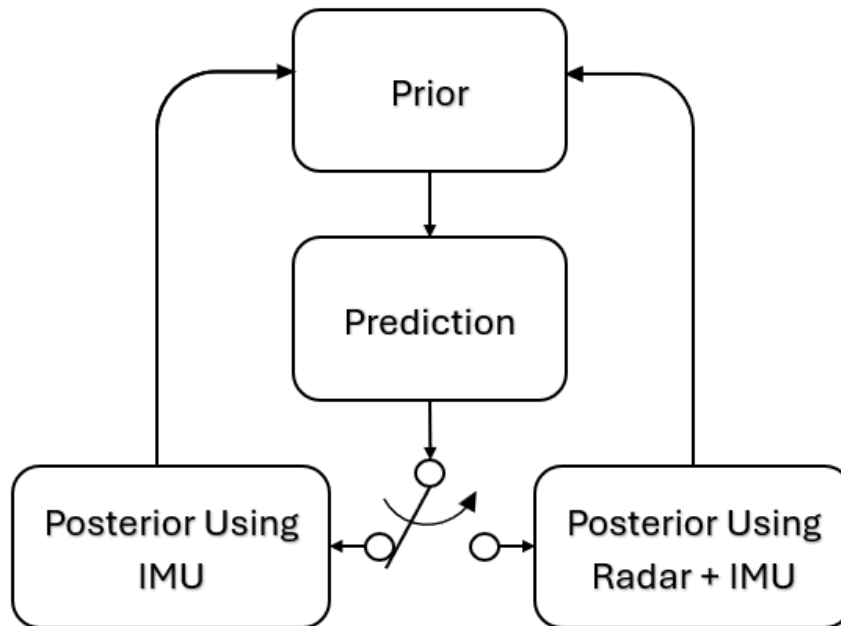 Prior
Prediction
Posterior Using
IMU
Posterior Using
Radar + IMU